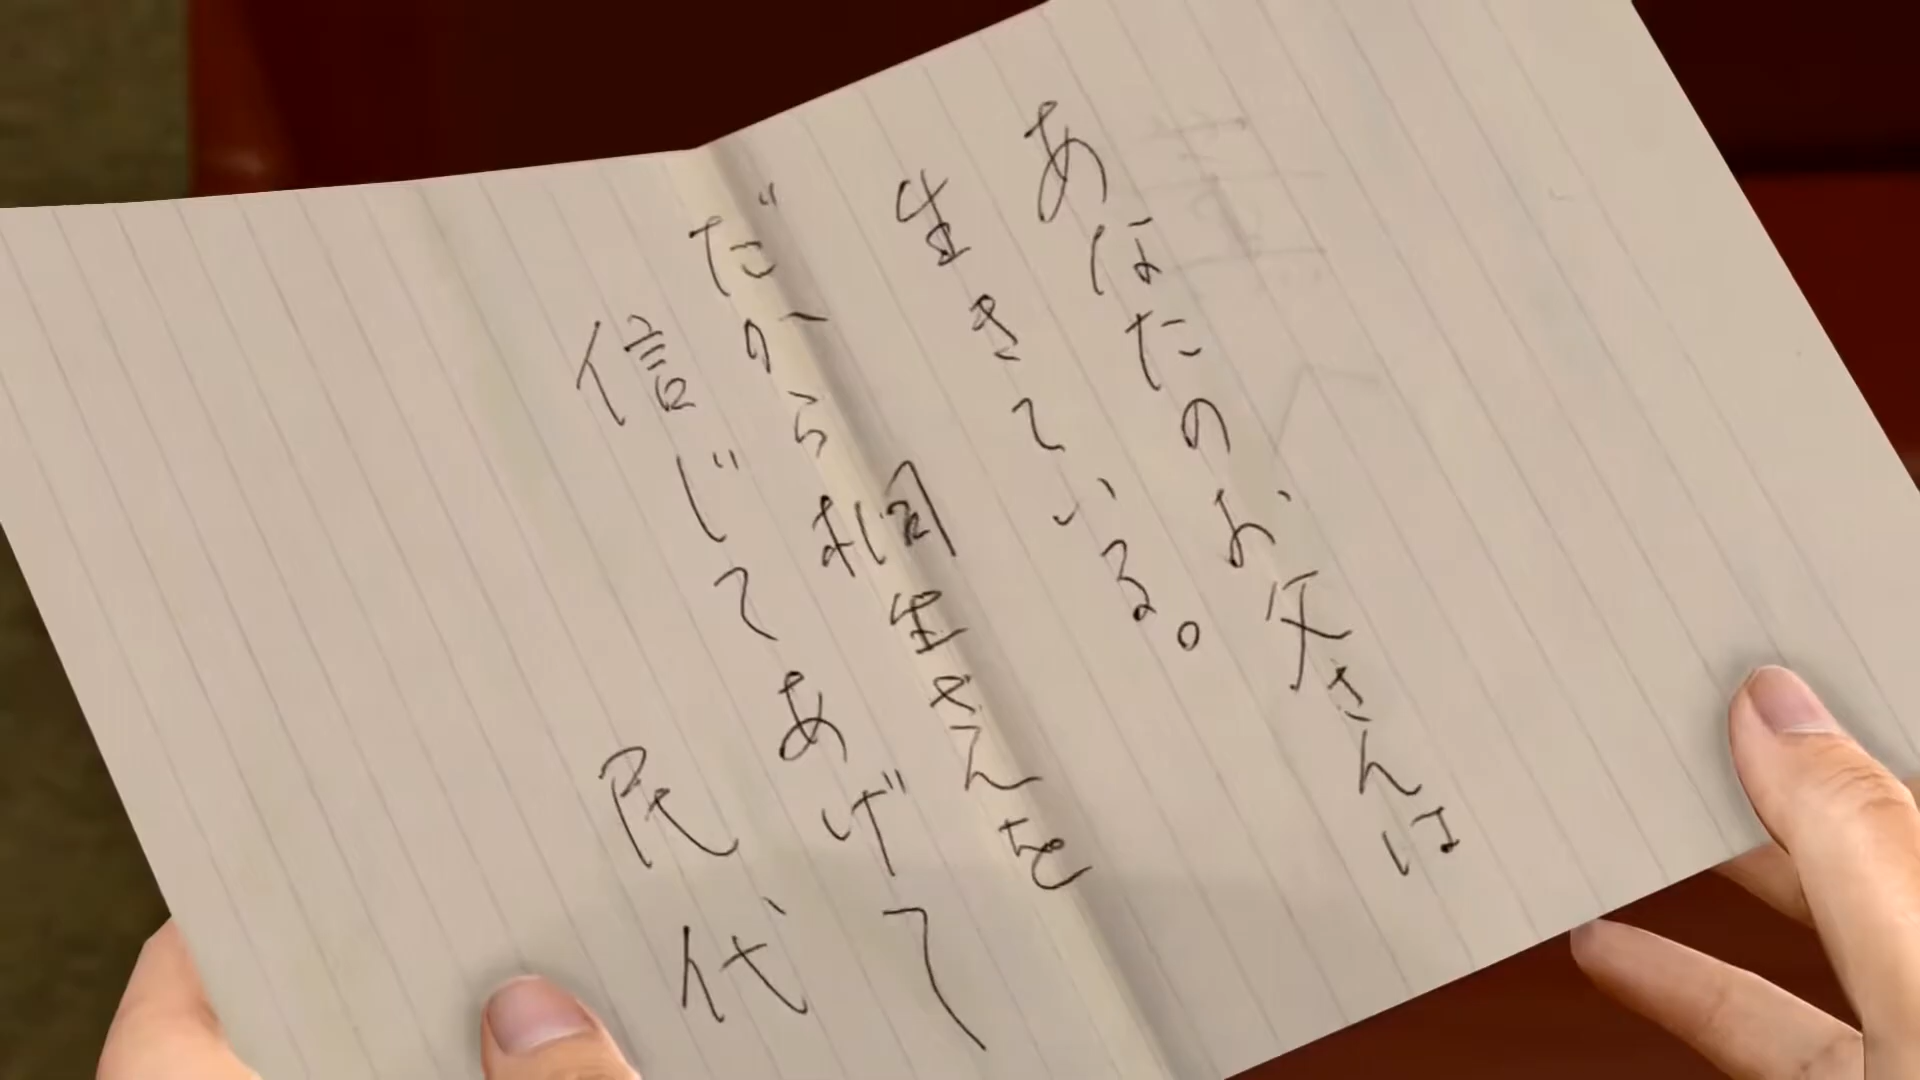 あなたのお父さんは
生きている。
だから桐生さんを
信じてあげて
民代